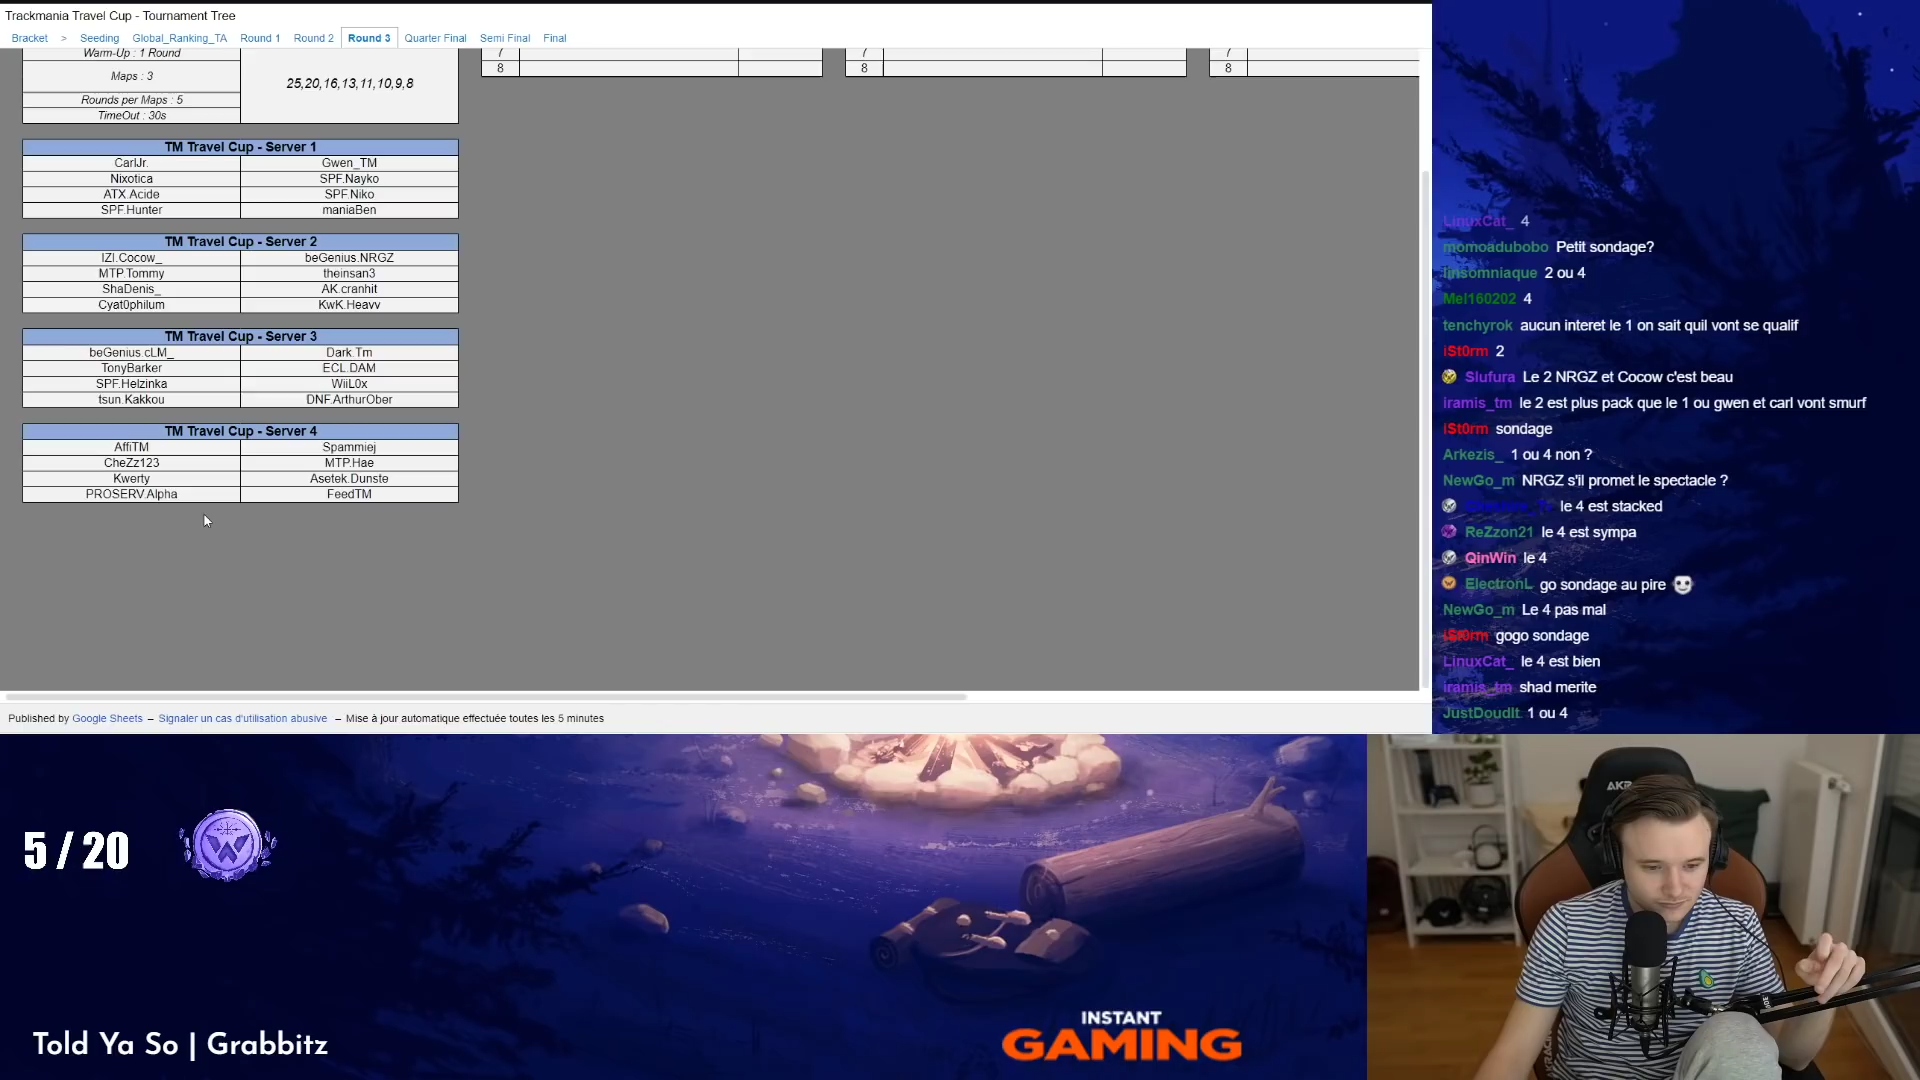 Trackmania Travel Cup - Tournament Tree
Bracket > Seeding Global_Ranking_TA Round 1 Round 2 Round 3 Quarter Final Semi Final Final
Warm-Up : 1 Round
Maps : 3
25,20,16,13,11,10,9,8
Rounds per Maps : 5
TimeOut : 30s
7 7 7
8 8 8
TM Travel Cup - Server 1
CarlJr. Gwen_TM
Nixotica SPF.Nayko
ATX.Acide SPF.Niko
SPF.Hunter maniaBen
TM Travel Cup - Server 2
IZI.Cocow_ beGenius.NRGZ
MTP.Tommy theinsan3
ShaDenis_ AK.cranhit
Cyat0philum KwK.Heavv
TM Travel Cup - Server 3
beGenius.cLM_ Dark.Tm
TonyBarker ECL.DAM
SPF.Helzinka WiiL0x
tsun.Kakkou DNF.ArthurOber
TM Travel Cup - Server 4
AffiTM Spammiej
CheZz123 MTP.Hae
Kwerty Asetek.Dunste
PROSERV.Alpha FeedTM
Published by Google Sheets – Signaler un cas d'utilisation abusive – Mise à jour automatique effectuée toutes les 5 minutes
LinuxCat_ 4
momoadubobo Petit sondage?
linsomniaque 2 ou 4
Mel160202 4
tenchyrok aucun interet le 1 on sait quil vont se qualif
iSt0rm 2
Slufura Le 2 NRGZ et Cocow c'est beau
iramis_tm le 2 est plus pack que le 1 ou gwen et carl vont smurf
iSt0rm sondage
Arkezis_ 1 ou 4 non ?
NewGo_m NRGZ s'il promet le spectacle ?
le 4 est stacked
ReZzon21 le 4 est sympa
QinWin le 4
ElectronL go sondage au pire
NewGo_m Le 4 pas mal
iSt0rm gogo sondage
LinuxCat_ le 4 est bien
iramis_tm shad merite
JustDoudIt 1 ou 4
5 / 20
W
Told Ya So | Grabbitz
INSTANT
GAMING
AKR